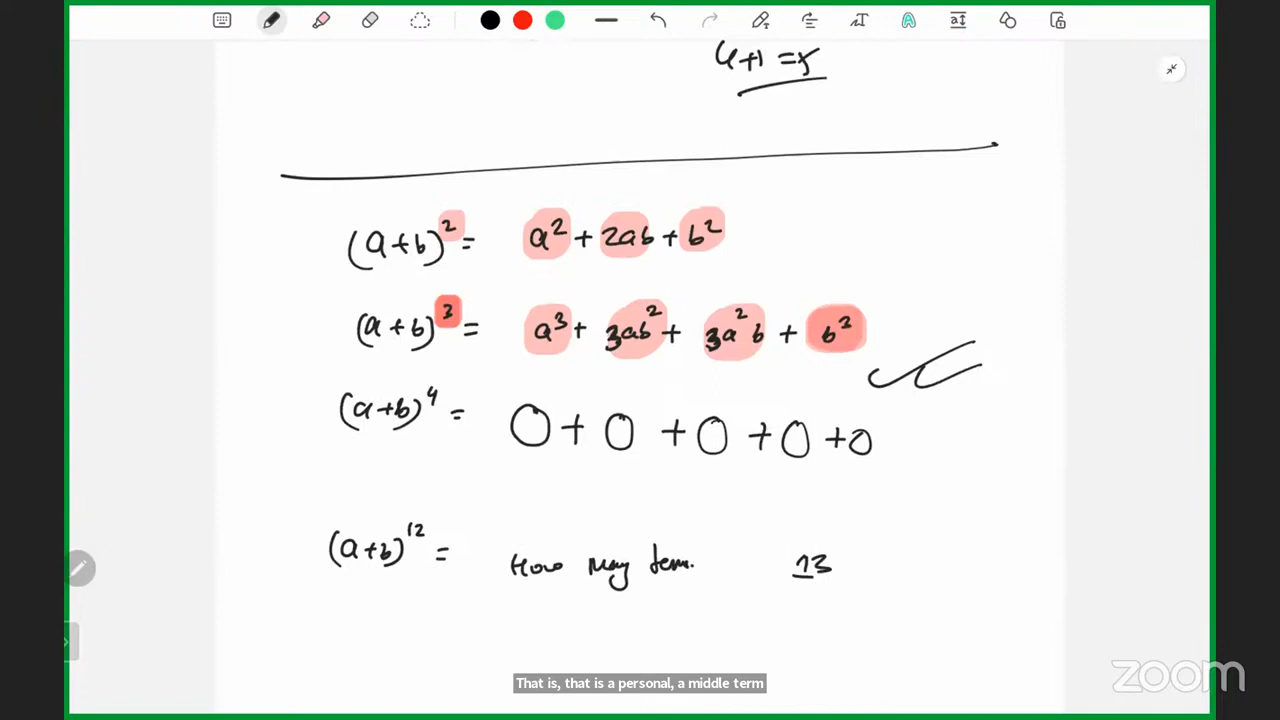 4+1 = 5
(a+b)² = a² + 2ab + b²
(a+b)³ = a³ + 3ab² + 3a²b + b³
(a+b)⁴ = O + O + O + O + O
(a+b)¹² = How may term. 13
That is, that is a personal, a middle term
zoom